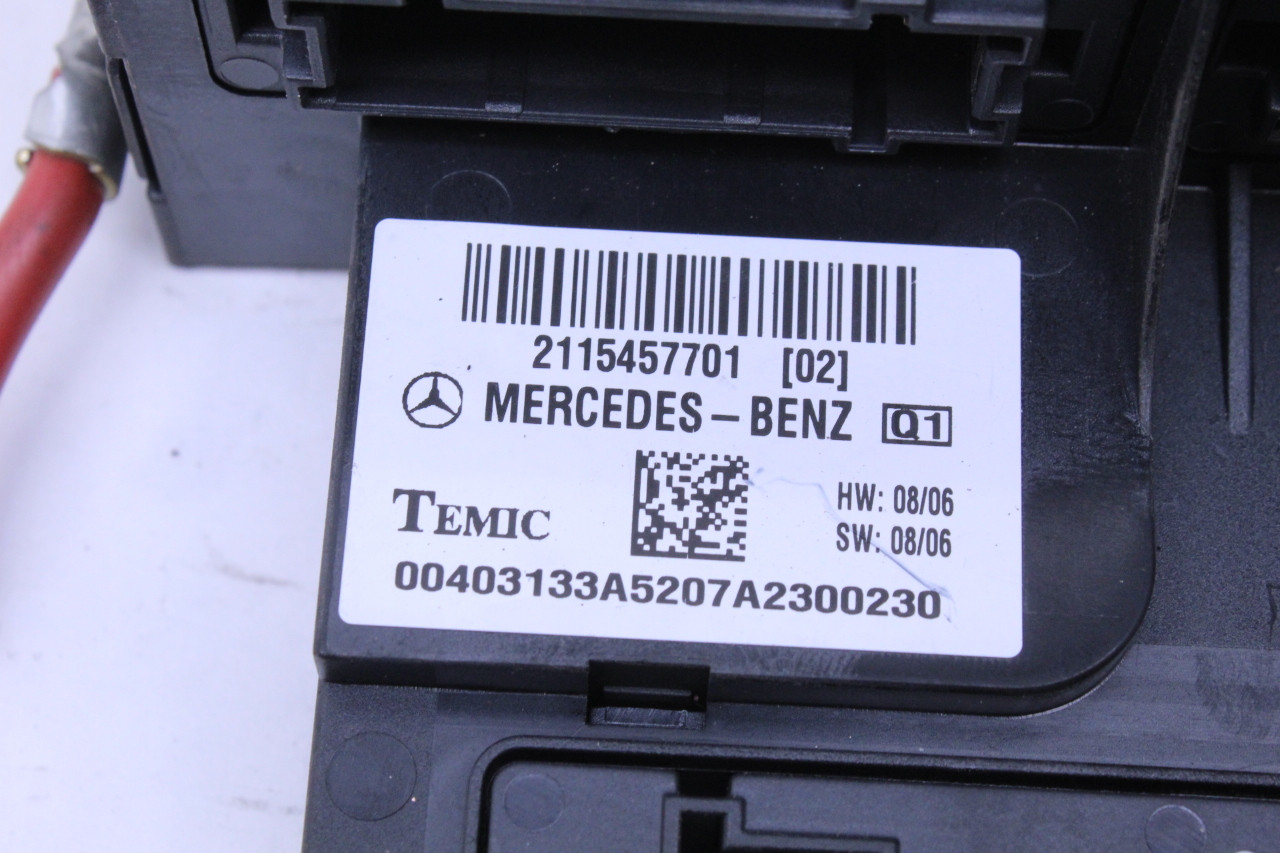 2115457701 [02]
MERCEDES-BENZ Q1
HW: 08/06
TEMIC
SW: 08/06
00403133A5207A2300230